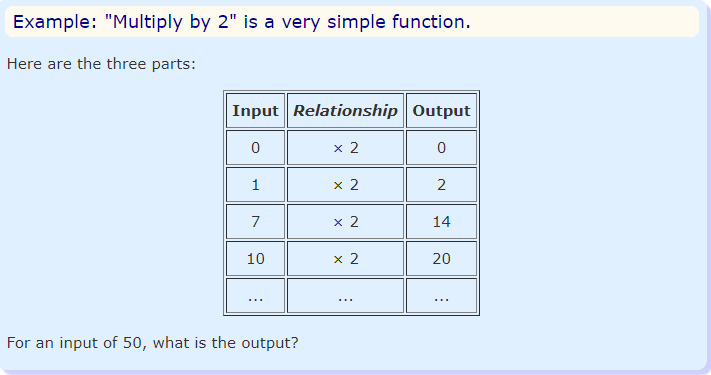 Example: "Multiply by 2" is a very simple function.
Here are the three parts:
Input Relationship Output
0 × 2 0
1 × 2 2
7 × 2 14
10 × 2 20
... ... ...
For an input of 50, what is the output?